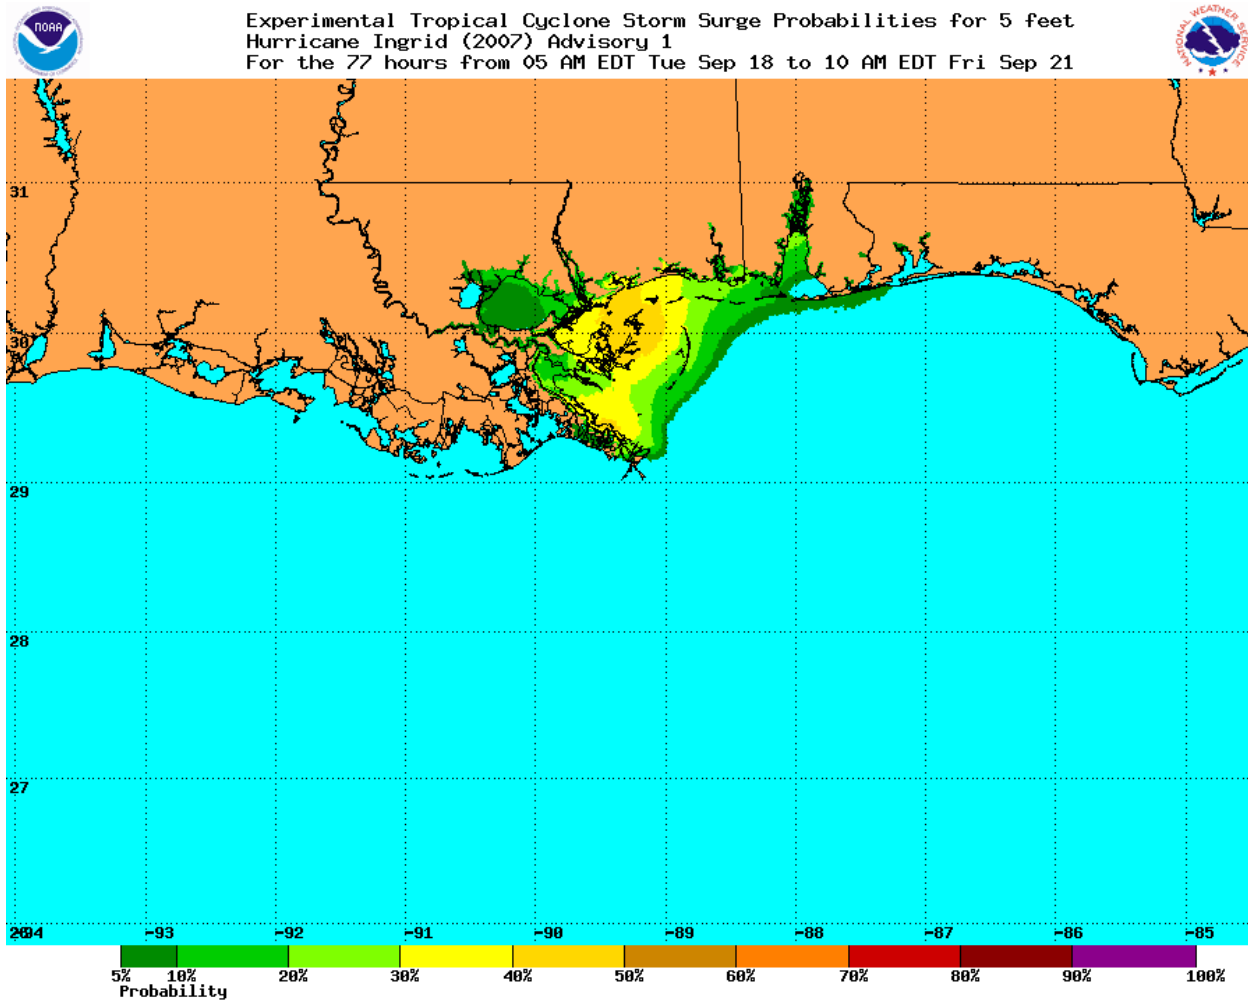 Experimental Tropical Cyclone Storm Surge Probabilities for 5 feet
Hurricane Ingrid (2007) Advisory 1
For the 77 hours from 05 AM EDT Tue Sep 18 to 10 AM EDT Fri Sep 21
NOAA
NATIONAL WEATHER SERVICE
31
30
29
28
27
-93 -92 -91 -90 -89 -88 -87 -86 -85
5% 10% 20% 30% 40% 50% 60% 70% 80% 90% 100%
Probability